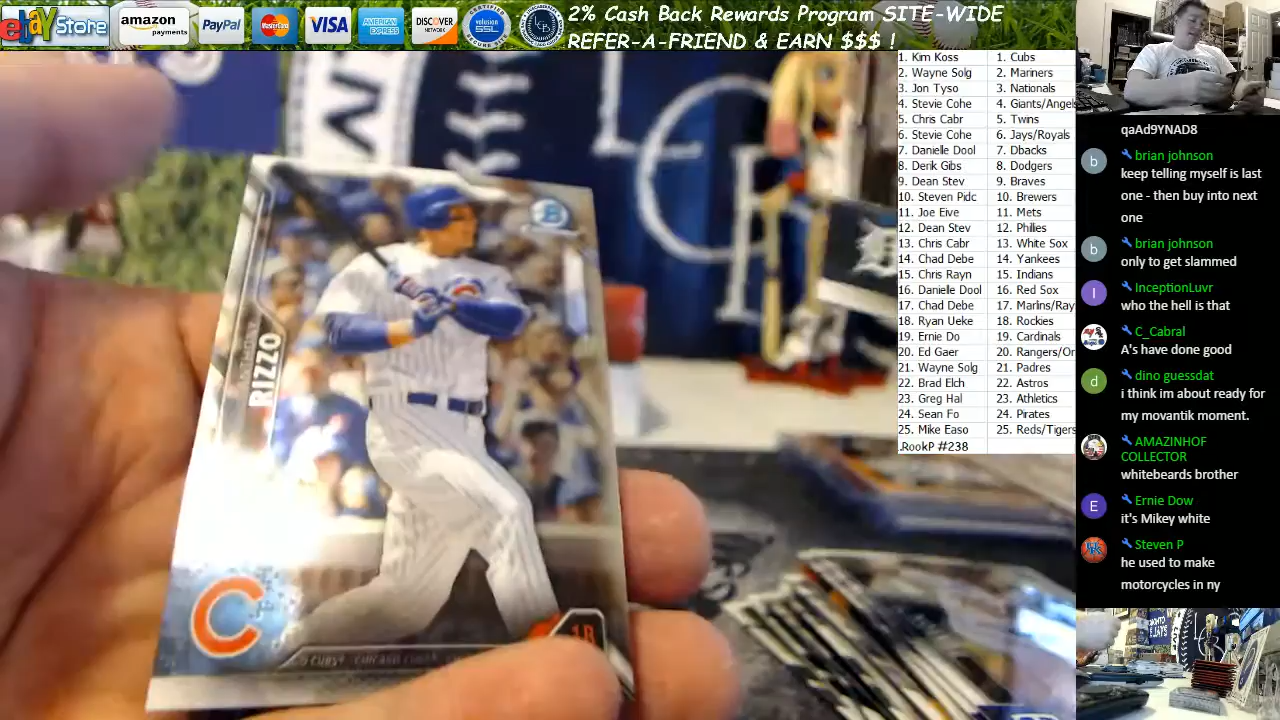 ebay Store
amazon payments
PayPal
MasterCard
VISA
AMERICAN EXPRESS
DISCOVER NETWORK
volusion SSL
2% Cash Back Rewards Program SITE-WIDE
REFER-A-FRIEND & EARN $$$ !
1. Kim Koss 1. Cubs
2. Wayne Solg 2. Mariners
3. Jon Tyso 3. Nationals
4. Stevie Cohe 4. Giants/Angels
5. Chris Cabr 5. Twins
6. Stevie Cohe 6. Jays/Royals
7. Danielle Dool 7. Dbacks
8. Derik Gibs 8. Dodgers
9. Dean Stev 9. Braves
10. Steven Pidc 10. Brewers
11. Joe Eive 11. Mets
12. Dean Stev 12. Philies
13. Chris Cabr 13. White Sox
14. Chad Debe 14. Yankees
15. Chris Rayn 15. Indians
16. Danielle Dool 16. Red Sox
17. Chad Debe 17. Marlins/Ray
18. Ryan Ueke 18. Rockies
19. Ernie Do 19. Cardinals
20. Ed Gaer 20. Rangers/Or
21. Wayne Solg 21. Padres
22. Brad Elch 22. Astros
23. Greg Hal 23. Athletics
24. Sean Fo 24. Pirates
25. Mike Easo 25. Reds/Tigers
.RookP #238
qaAd9YNAD8
brian johnson
keep telling myself is last
one - then buy into next
one
brian johnson
only to get slammed
InceptionLuvr
who the hell is that
C_Cabral
A's have done good
dino guessdat
i think im about ready for
my movantik moment.
AMAZINHOF
COLLECTOR
whitebeards brother
Ernie Dow
it's Mikey white
Steven P
he used to make
motorcycles in ny
ANTHONY
RIZZO
B
C
1B
CHICAGO CUBS